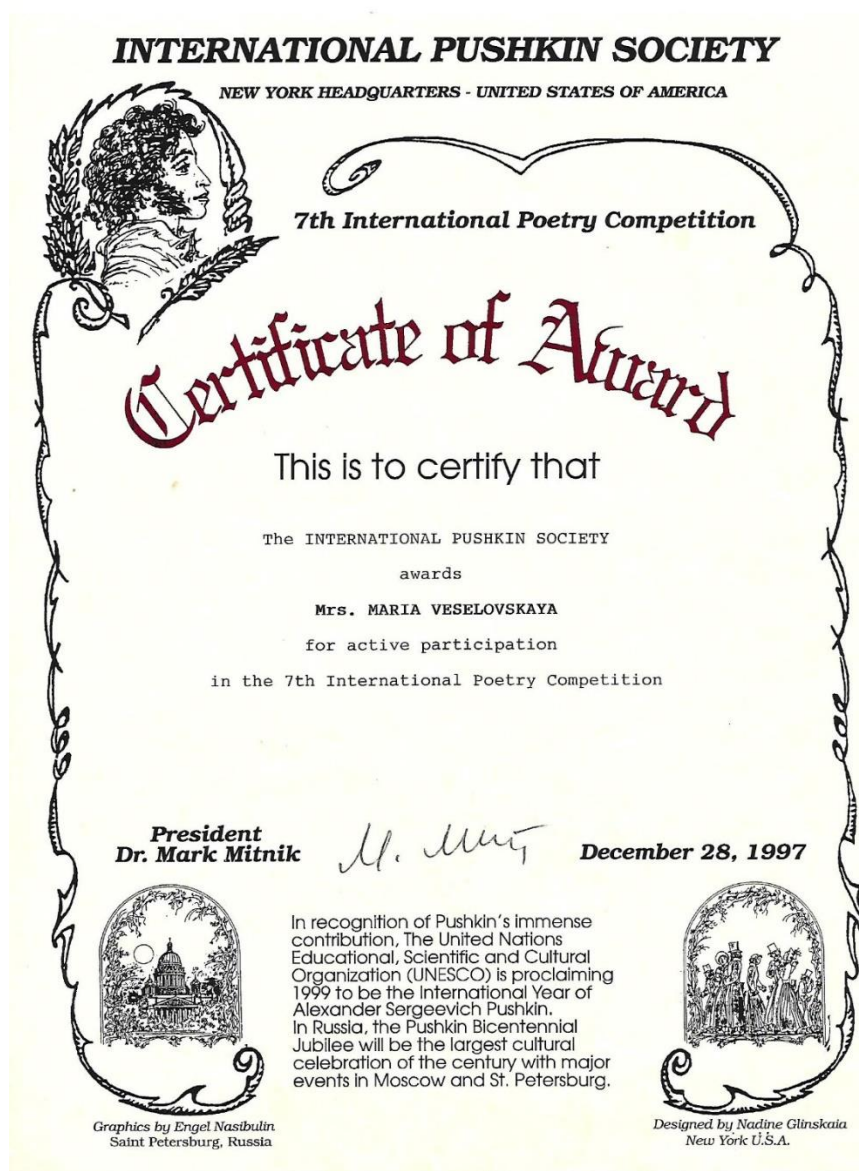 INTERNATIONAL PUSHKIN SOCIETY
NEW YORK HEADQUARTERS - UNITED STATES OF AMERICA
7th International Poetry Competition
Certificate of Award
This is to certify that
The INTERNATIONAL PUSHKIN SOCIETY
awards
Mrs. MARIA VESELOVSKAYA
for active participation
in the 7th International Poetry Competition
President
Dr. Mark Mitnik
December 28, 1997
In recognition of Pushkin's immense
contribution, The United Nations
Educational, Scientific and Cultural
Organization (UNESCO) is proclaiming
1999 to be the International Year of
Alexander Sergeevich Pushkin.
In Russia, the Pushkin Bicentennial
Jubilee will be the largest cultural
celebration of the century with major
events in Moscow and St. Petersburg.
Graphics by Engel Nasibulin
Saint Petersburg, Russia
Designed by Nadine Glinskaia
New York U.S.A.